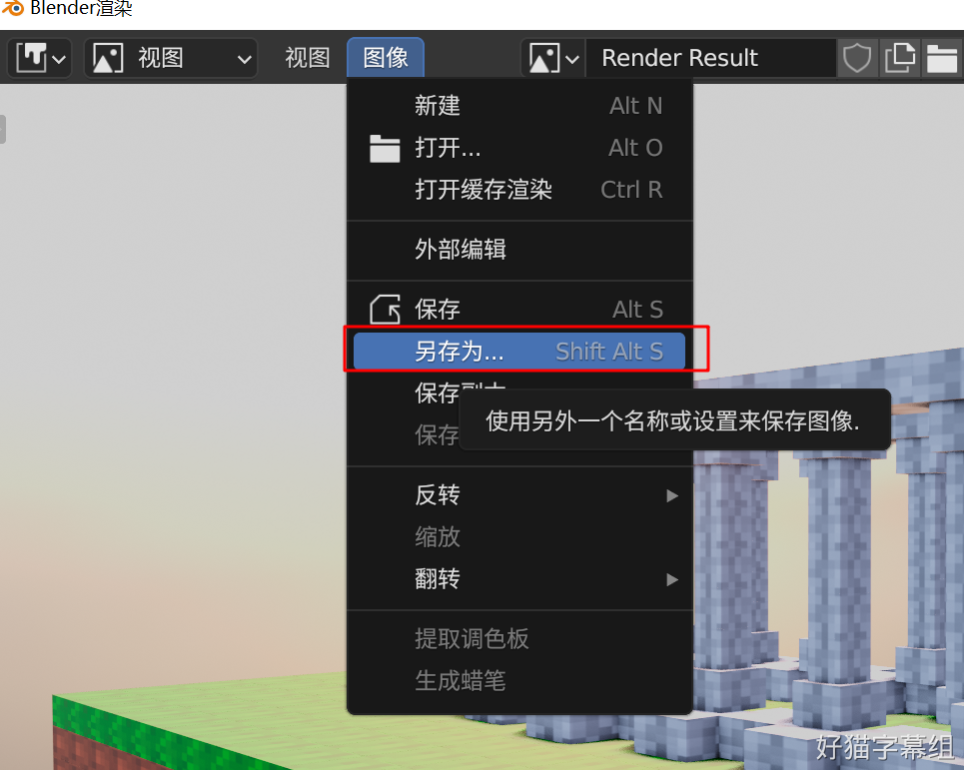 Blender渲染
视图 视图 图像 Render Result
新建 Alt N
打开... Alt O
打开缓存渲染 Ctrl R
外部编辑
保存 Alt S
另存为... Shift Alt S
保存
使用另外一个名称或设置来保存图像.
保存
反转
缩放
翻转
提取调色板
生成蜡笔
好猫字幕组